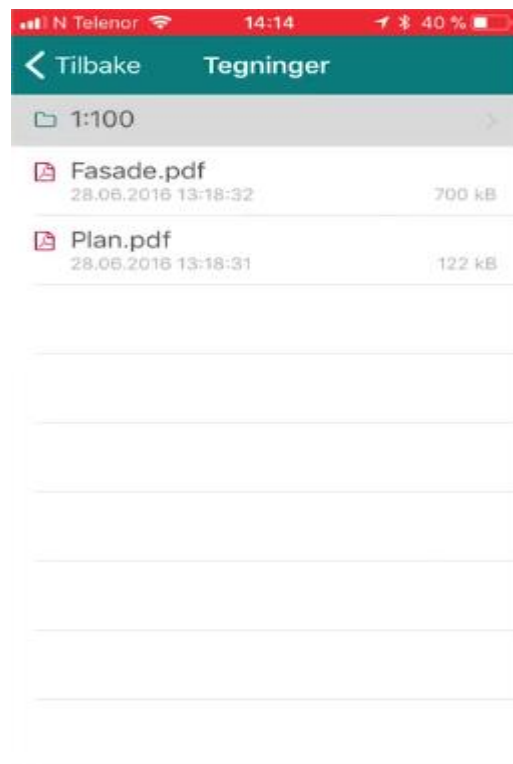 N Telenor 14:14 40 %
Tilbake Tegninger
1:100
Fasade.pdf
28.06.2016 13:18:32 700 kB
Plan.pdf
28.06.2016 13:18:31 122 kB